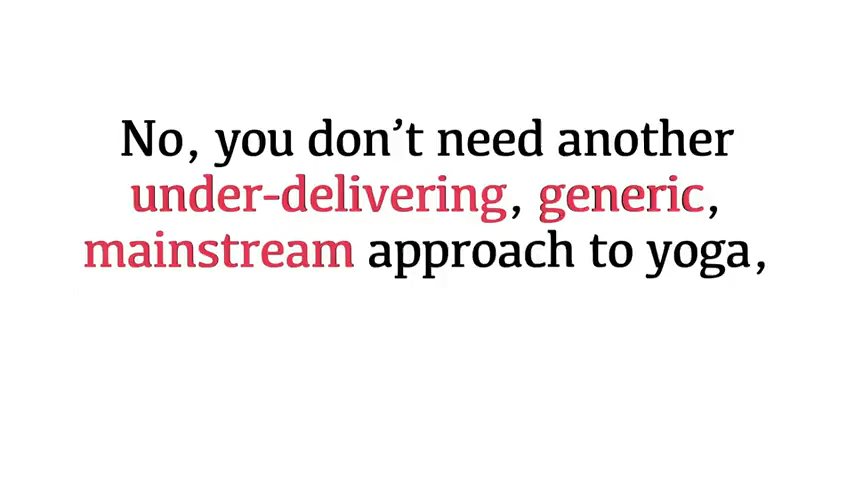 No, you don’t need another
under-delivering, generic,
mainstream approach to yoga,